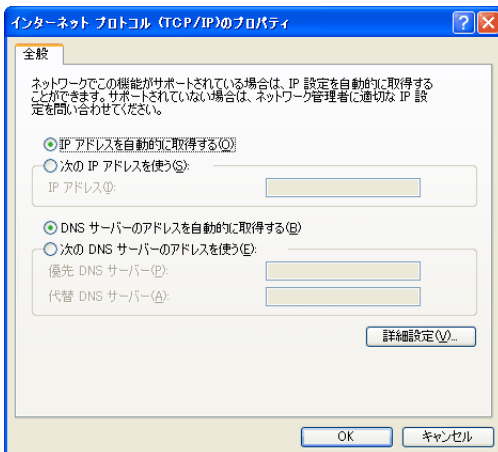 インターネット プロトコル (TCP/IP)のプロパティ
全般
ネットワークでこの機能がサポートされている場合は、IP 設定を自動的に取得する
ことができます。サポートされていない場合は、ネットワーク管理者に適切な IP 設
定を問い合わせてください。
IP アドレスを自動的に取得する(O)
次の IP アドレスを使う(S):
IP アドレス(I):
DNS サーバーのアドレスを自動的に取得する(B)
次の DNS サーバーのアドレスを使う(E):
優先 DNS サーバー(P):
代替 DNS サーバー(A):
詳細設定(V)...
OK
キャンセル